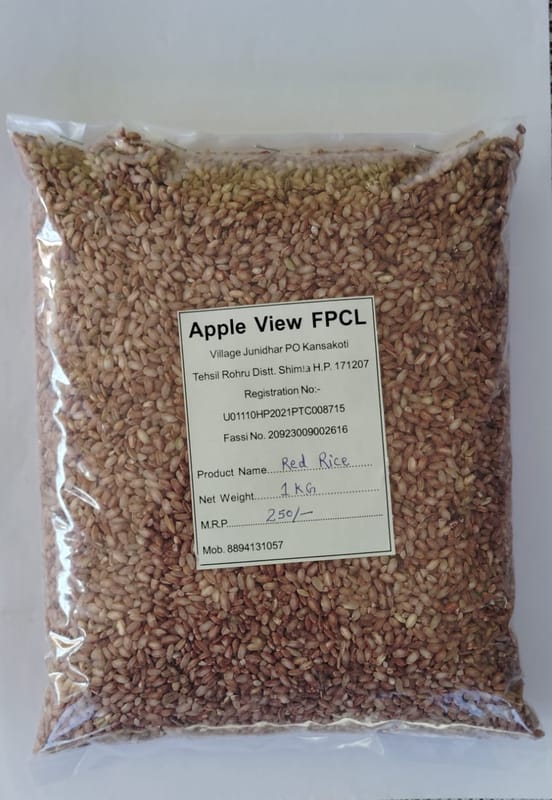 Apple View FPCL
Village Junidhar PO Kansakoti
Tehsil Rohru Distt. Shimla H.P. 171207
Registration No:-
U01110HP2021PTC008715
Fassi No. 20923009002616
Product Name....Red Rice......
Net Weight........1 KG..................
M.R.P..........250/-..................
Mob. 8894131057